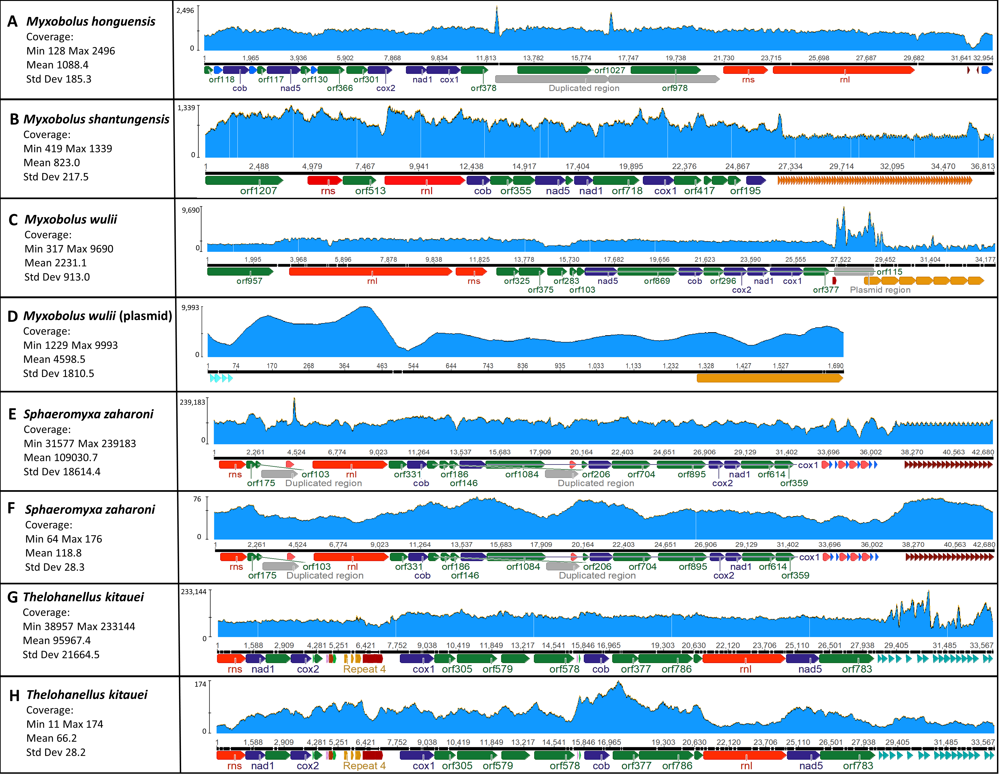 A Myxobolus honguensis
Coverage:
Min 128 Max 2496
Mean 1088.4
Std Dev 185.3
2,496
0
1 1,965 3,936 5,902 7,868 9,834 11,813 13,782 15,774 17,747 19,738 21,730 23,715 25,698 27,687 29,682 31,641 32,954
orf118 orf117 orf130 orf301 nad1 cox1 orf1027 rns rnl
cob nad5 orf366 cox2 orf378 Duplicated region orf978
B Myxobolus shantungensis
Coverage:
Min 419 Max 1339
Mean 823.0
Std Dev 217.5
1,339
0
1 2,488 4,979 7,467 9,941 12,438 14,917 17,404 19,895 22,376 24,867 27,334 29,714 32,095 34,470 36,813
orf1207 rns orf513 rnl cob orf355 nad5 nad1 orf718 cox1 orf417 orf195
C Myxobolus wulii
Coverage:
Min 317 Max 9690
Mean 2231.1
Std Dev 913.0
9,690
0
1 1,995 3,968 5,896 7,878 9,838 11,825 13,778 15,730 17,682 19,656 21,623 23,590 25,555 27,522 29,452 31,404 34,177
orf957 rnl rns orf325 orf283 nad5 orf869 cob orf296 nad1 cox1 orf115
orf375 orf103 cox2 orf377 Plasmid region
D Myxobolus wulii (plasmid)
Coverage:
Min 1229 Max 9993
Mean 4598.5
Std Dev 1810.5
9,993
0
1 74 170 268 364 463 544 644 743 836 935 1,033 1,133 1,232 1,328 1,427 1,527 1,690
E Sphaeromyxa zaharoni
Coverage:
Min 31577 Max 239183
Mean 109030.7
Std Dev 18614.4
239,183
0
1 2,261 4,524 6,774 9,023 11,264 13,537 15,683 17,909 20,164 22,403 24,651 26,906 29,129 31,402 33,696 36,002 38,270 40,563 42,680
cox1
rns orf103 rnl orf331 orf186 orf1084 orf206 orf704 orf895 nad1 orf614
orf175 Duplicated region cob orf146 Duplicated region cox2 orf359
F Sphaeromyxa zaharoni
Coverage:
Min 64 Max 176
Mean 118.8
Std Dev 28.3
76
0
1 2,261 4,524 6,774 9,023 11,264 13,537 15,683 17,909 20,164 22,403 24,651 26,906 29,129 31,402 33,696 36,002 38,270 40,563 42,680
cox1
rns orf103 rnl orf331 orf186 orf1084 orf206 orf704 orf895 nad1 orf614
orf175 Duplicated region cob orf146 Duplicated region cox2 orf359
G Thelohanellus kitauei
Coverage:
Min 38957 Max 233144
Mean 95967.4
Std Dev 21664.5
233,144
0
1 1,588 2,909 4,281 5,251 6,421 7,752 9,038 10,419 11,849 13,217 14,541 15,846 16,965 19,303 20,630 22,120 23,706 25,110 26,501 27,938 29,405 31,485 33,567
rns nad1 cox2 Repeat 4 cox1 orf305 orf579 orf578 cob orf377 orf786 rnl nad5 orf783
H Thelohanellus kitauei
Coverage:
Min 11 Max 174
Mean 66.2
Std Dev 28.2
174
0
1 1,588 2,909 4,281 5,251 6,421 7,752 9,038 10,419 11,849 13,217 14,541 15,846 16,965 19,303 20,630 22,120 23,706 25,110 26,501 27,938 29,405 31,485 33,567
rns nad1 cox2 Repeat 4 cox1 orf305 orf579 orf578 cob orf377 orf786 rnl nad5 orf783